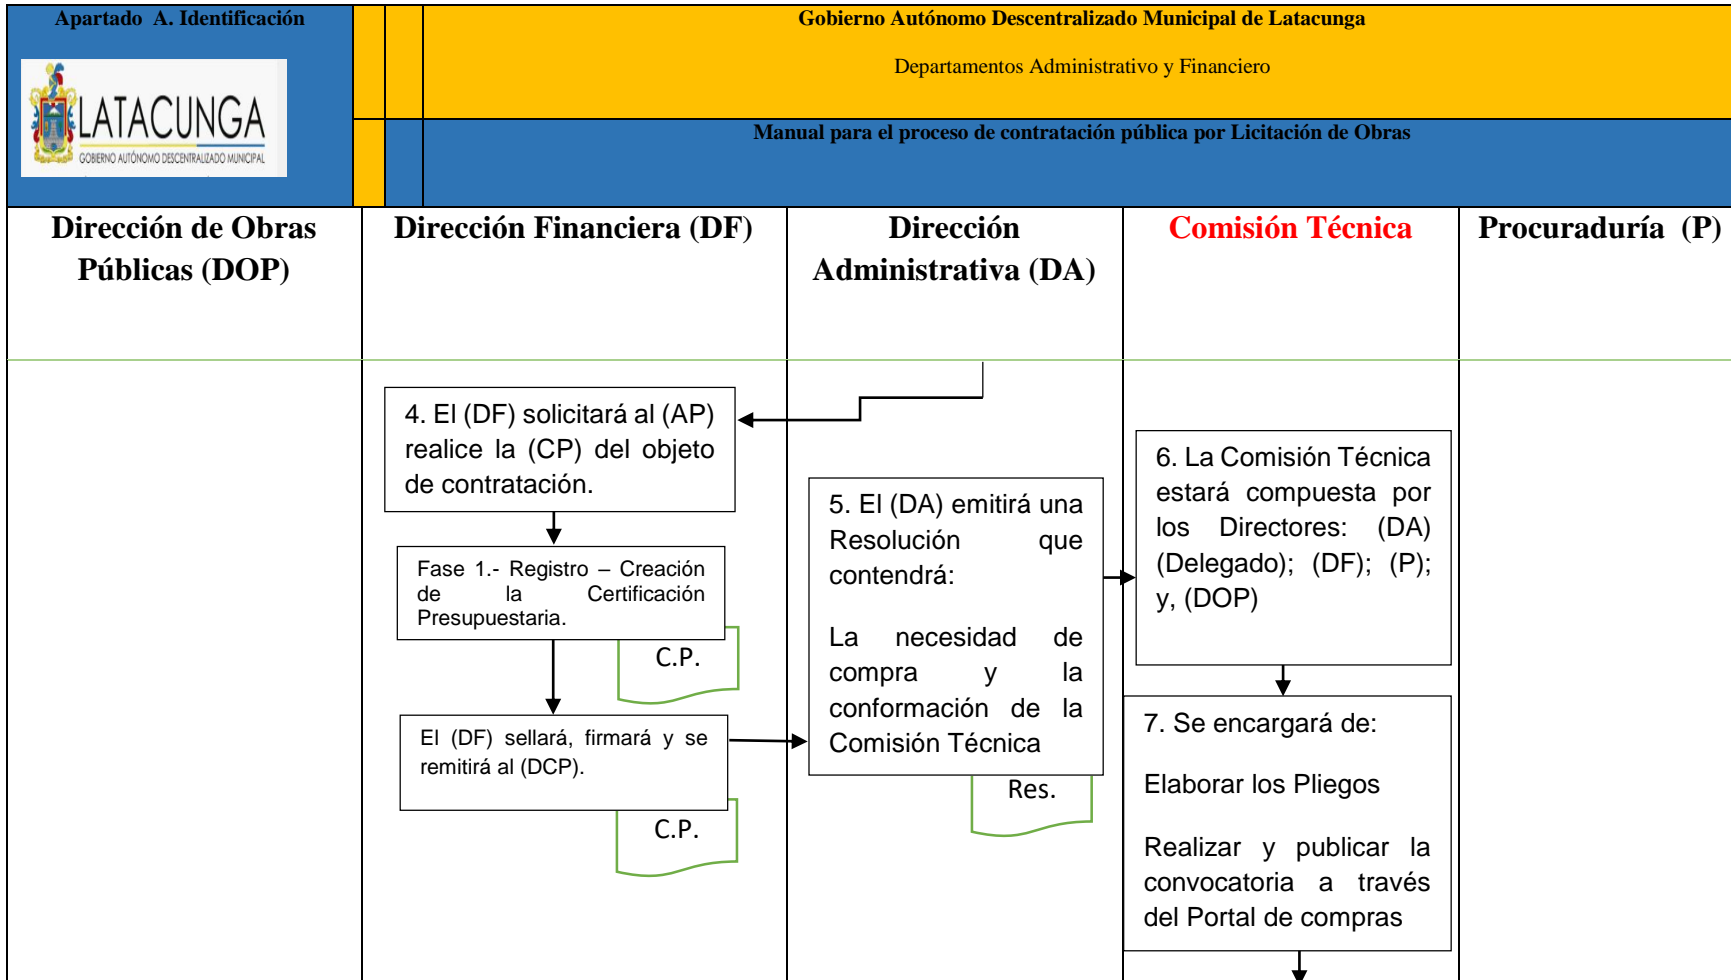 Apartado A. Identificación
LATACUNGA
GOBIERNO AUTÓNOMO DESCENTRALIZADO MUNICIPAL
Gobierno Autónomo Descentralizado Municipal de Latacunga
Departamentos Administrativo y Financiero
Manual para el proceso de contratación pública por Licitación de Obras
Dirección de Obras
Públicas (DOP)
Dirección Financiera (DF)
Dirección
Administrativa (DA)
Comisión Técnica
Procuraduría (P)
4. El (DF) solicitará al (AP)
realice la (CP) del objeto
de contratación.
Fase 1.- Registro – Creación
de la Certificación
Presupuestaria.
C.P.
El (DF) sellará, firmará y se
remitirá al (DCP).
C.P.
5. El (DA) emitirá una
Resolución que
contendrá:
La necesidad de
compra y la
conformación de la
Comisión Técnica
Res.
6. La Comisión Técnica
estará compuesta por
los Directores: (DA)
(Delegado); (DF); (P);
y, (DOP)
7. Se encargará de:
Elaborar los Pliegos
Realizar y publicar la
convocatoria a través
del Portal de compras